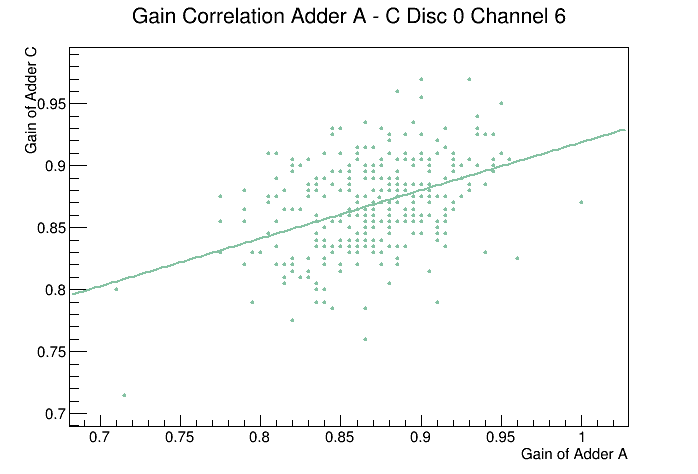 Gain Correlation Adder A - C Disc 0 Channel 6
Gain of Adder C
0.95
0.9
0.85
0.8
0.75
0.7
0.7 0.75 0.8 0.85 0.9 0.95 1
Gain of Adder A